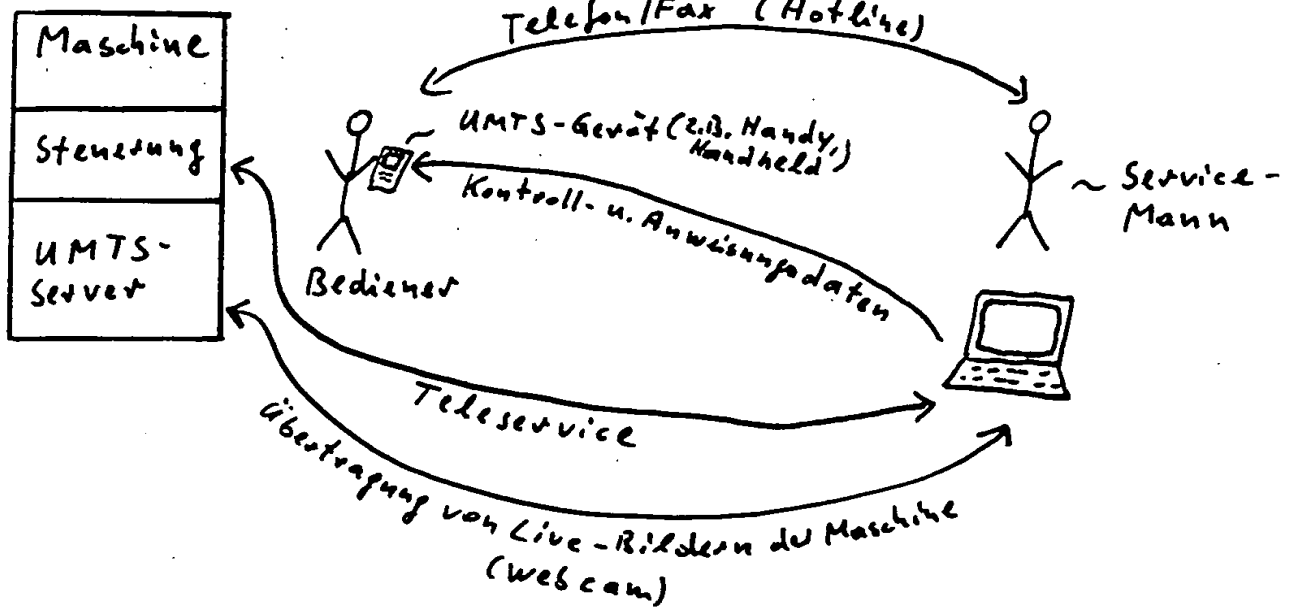 Telefon/Fax (Hotline)
Maschine
Steuerung
UMTS-
Server
UMTS-Gerät (z.B. Handy,
Handheld)
Kontroll- u. Anweisungsdaten
Bediener
Service-
Mann
Teleservice
Übertragung von Live-Bildern der Maschine
(Webcam)